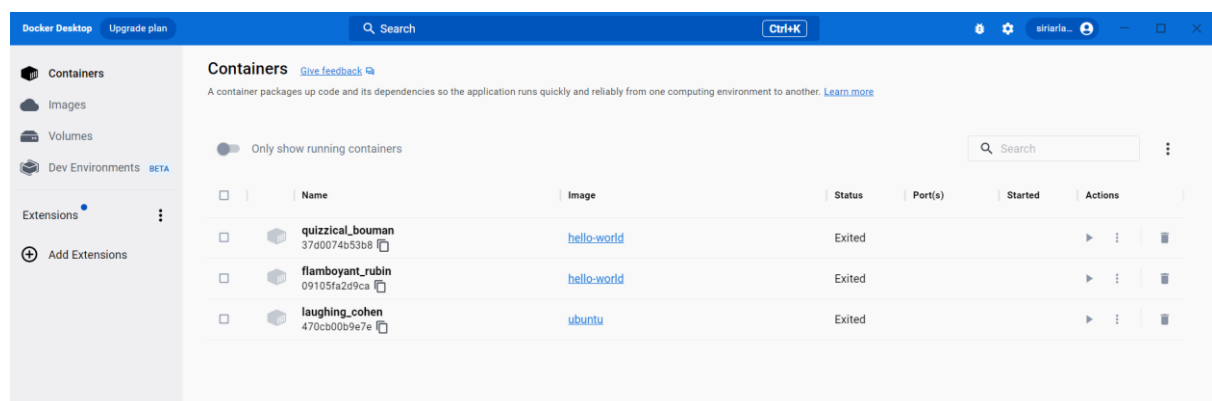 Docker Desktop Upgrade plan Search Ctrl+K siriarla...
Containers
Images
Volumes
Dev Environments BETA
Extensions
Add Extensions
Containers Give feedback
A container packages up code and its dependencies so the application runs quickly and reliably from one computing environment to another. Learn more
Only show running containers Search
Name Image Status Port(s) Started Actions
quizzical_bouman
37d0074b53b8 hello-world Exited
flamboyant_rubin
09105fa2d9ca hello-world Exited
laughing_cohen
470cb00b9e7e ubuntu Exited